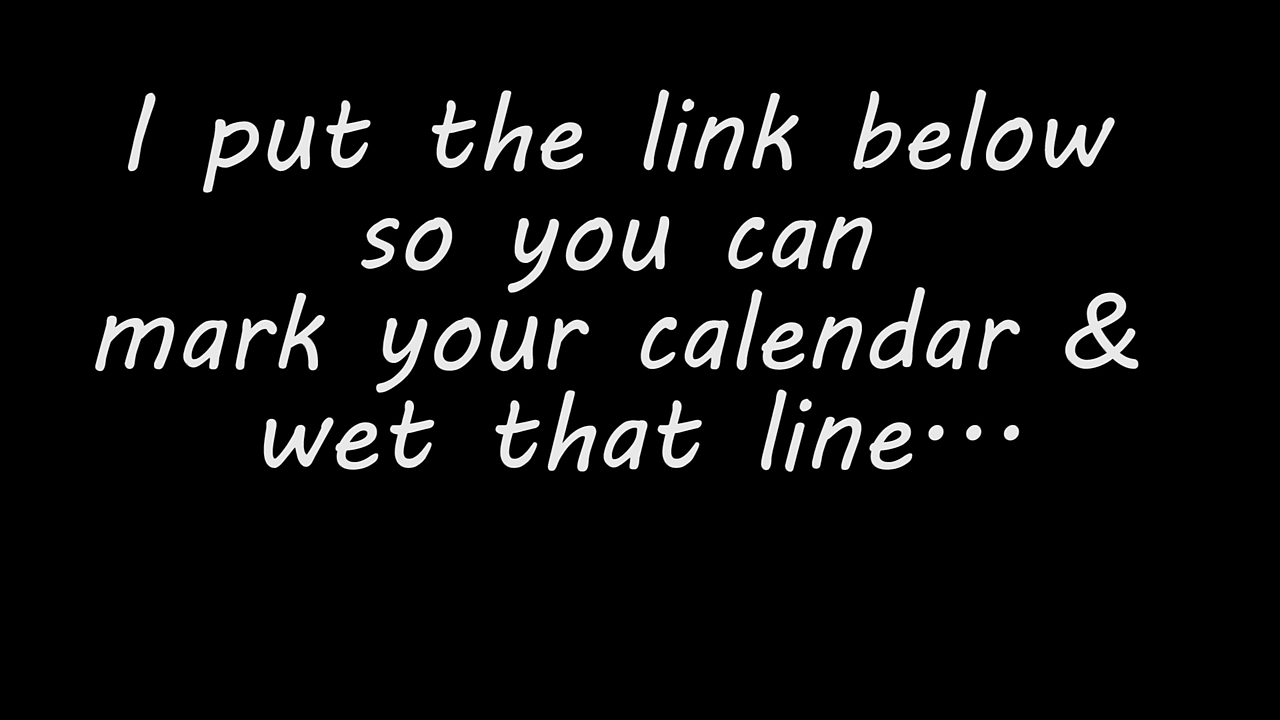 I put the link below
so you can
mark your calendar &
wet that line…